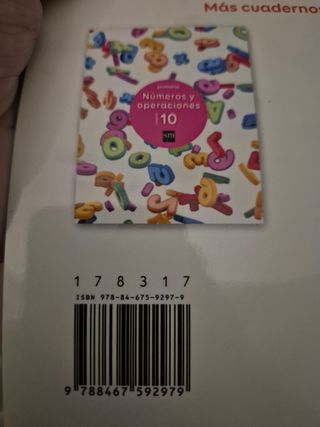 Más cuadernos
primaria
Números y
operaciones
10
sm
178317
ISBN 978-84-675-9297-9
9 788467 592979